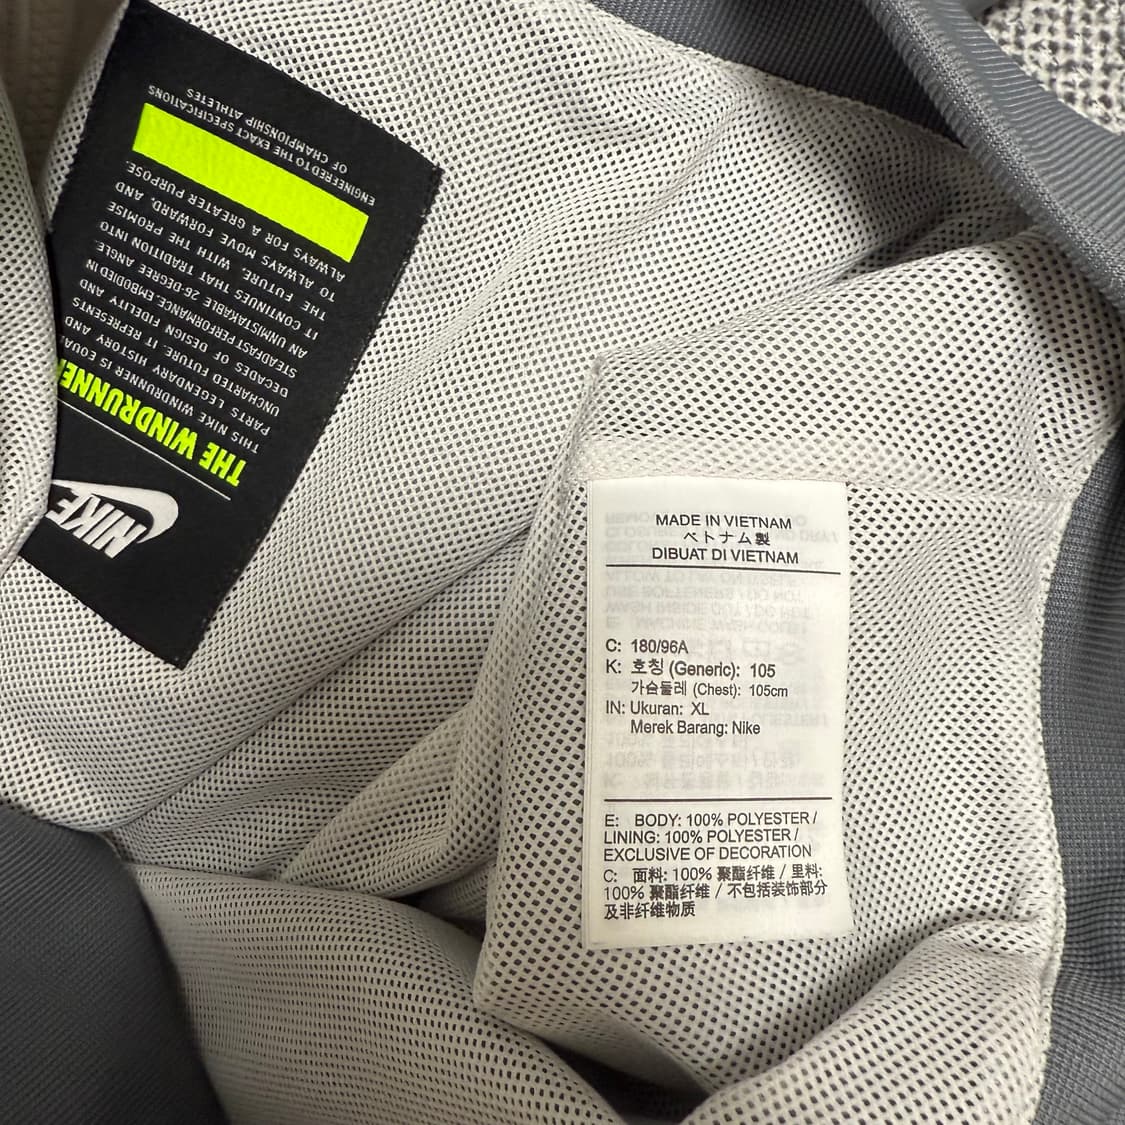 NIKE
THE WINDRUNNE
THIS NIKE WINDRUNNER IS EQUAL
PARTS LEGENDARY HISTORY AND
UNCHARTED FUTURE. IT REPRESENTS
DECADES OF DESIGN FIDELITY AND
STEADFAST PERFORMANCE, EMBODIED IN
AN UNMISTAKABLE 26-DEGREE ANGLE.
IT CONTINUES THAT TRADITION INTO
THE FUTURE, WITH THE PROMISE
TO ALWAYS MOVE FORWARD, AND
ALWAYS FOR A GREATER PURPOSE.
ENGINEERED TO THE EXACT SPECIFICATIONS
OF CHAMPIONSHIP ATHLETES
MADE IN VIETNAM
ベトナム製
DIBUAT DI VIETNAM
C: 180/96A
K: 호칭 (Generic): 105
가슴둘레 (Chest): 105cm
IN: Ukuran: XL
Merek Barang: Nike
E: BODY: 100% POLYESTER /
LINING: 100% POLYESTER /
EXCLUSIVE OF DECORATION
C: 面料: 100% 聚酯纤维 / 里料:
100% 聚酯纤维 / 不包括装饰部分
及非纤维物质